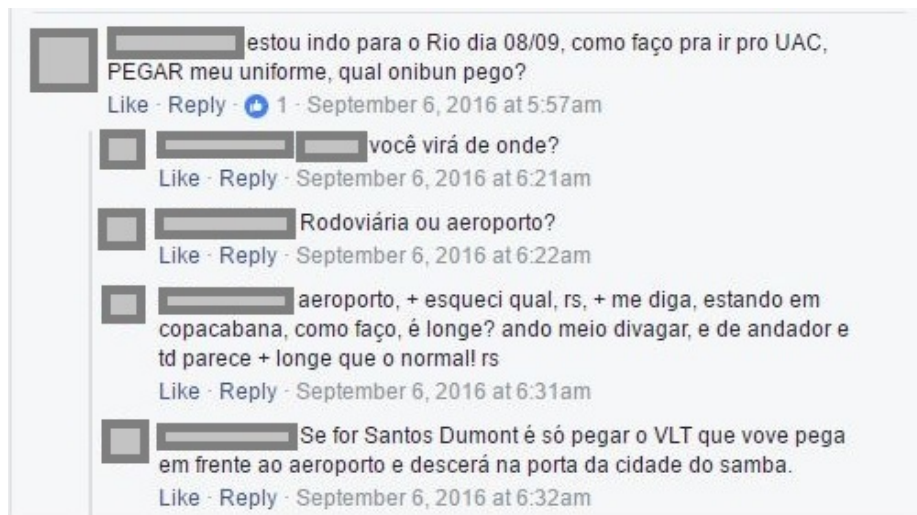 estou indo para o Rio dia 08/09, como faço pra ir pro UAC,
PEGAR meu uniforme, qual onibun pego?
Like · Reply · 1 · September 6, 2016 at 5:57am
você virá de onde?
Like · Reply · September 6, 2016 at 6:21am
Rodoviária ou aeroporto?
Like · Reply · September 6, 2016 at 6:22am
aeroporto, + esqueci qual, rs, + me diga, estando em
copacabana, como faço, é longe? ando meio divagar, e de andador e
td parece + longe que o normal! rs
Like · Reply · September 6, 2016 at 6:31am
Se for Santos Dumont é só pegar o VLT que vove pega
em frente ao aeroporto e descerá na porta da cidade do samba.
Like · Reply · September 6, 2016 at 6:32am